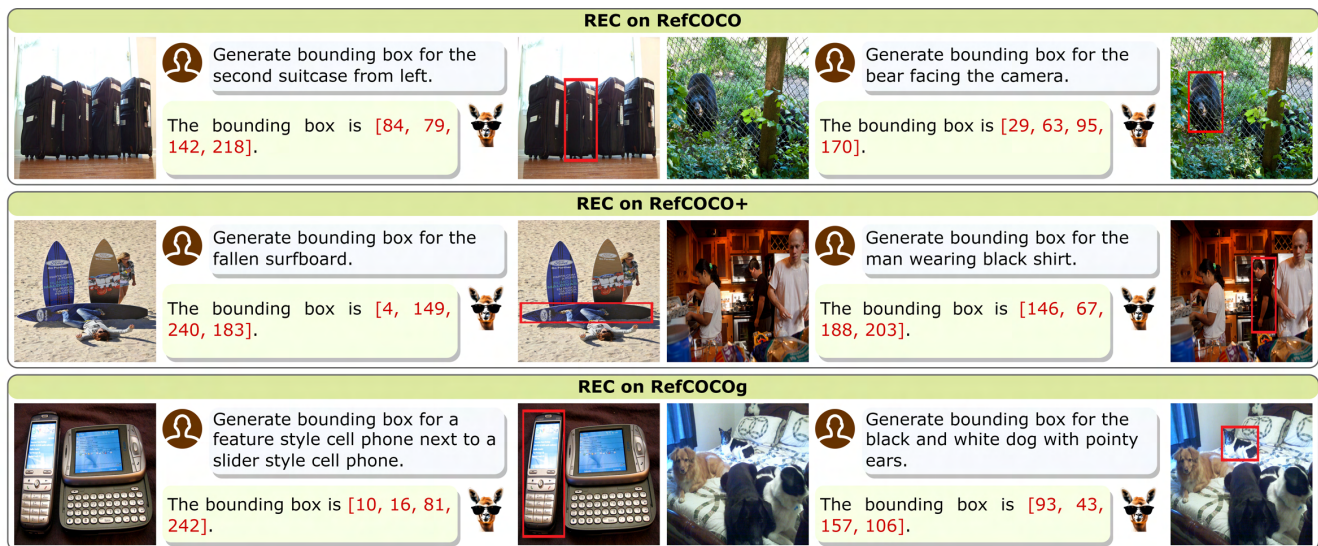 REC on RefCOCO
Generate bounding box for the
second suitcase from left.
The bounding box is [84, 79,
142, 218].
Generate bounding box for the
bear facing the camera.
The bounding box is [29, 63, 95,
170].
REC on RefCOCO+
Generate bounding box for the
fallen surfboard.
The bounding box is [4, 149,
240, 183].
Generate bounding box for the
man wearing black shirt.
The bounding box is [146, 67,
188, 203].
REC on RefCOCOg
Generate bounding box for a
feature style cell phone next to a
slider style cell phone.
The bounding box is [10, 16, 81,
242].
Generate bounding box for the
black and white dog with pointy
ears.
The bounding box is [93, 43,
157, 106].